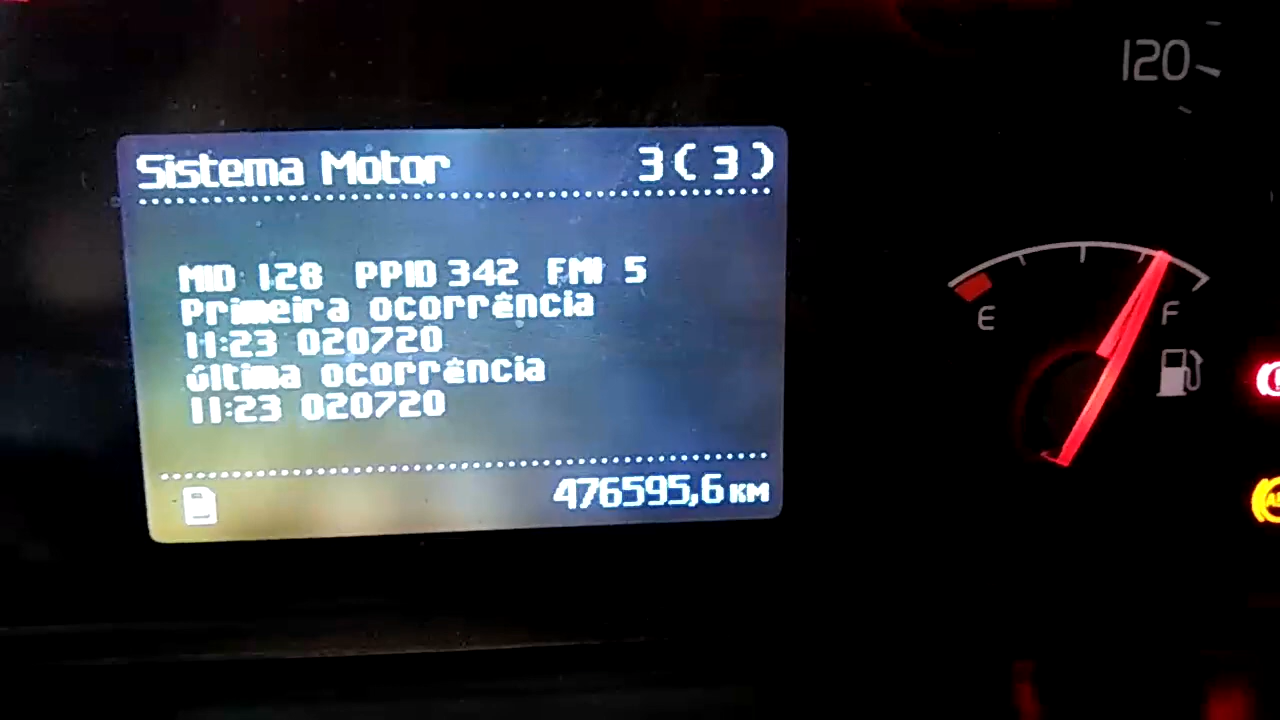 120
Sistema Motor 3( 3 )
MID 128 PPID 342 FMI 5
Primeira ocorrência
11:23 020720
última ocorrência
11:23 020720
476595,6 KM
E
F